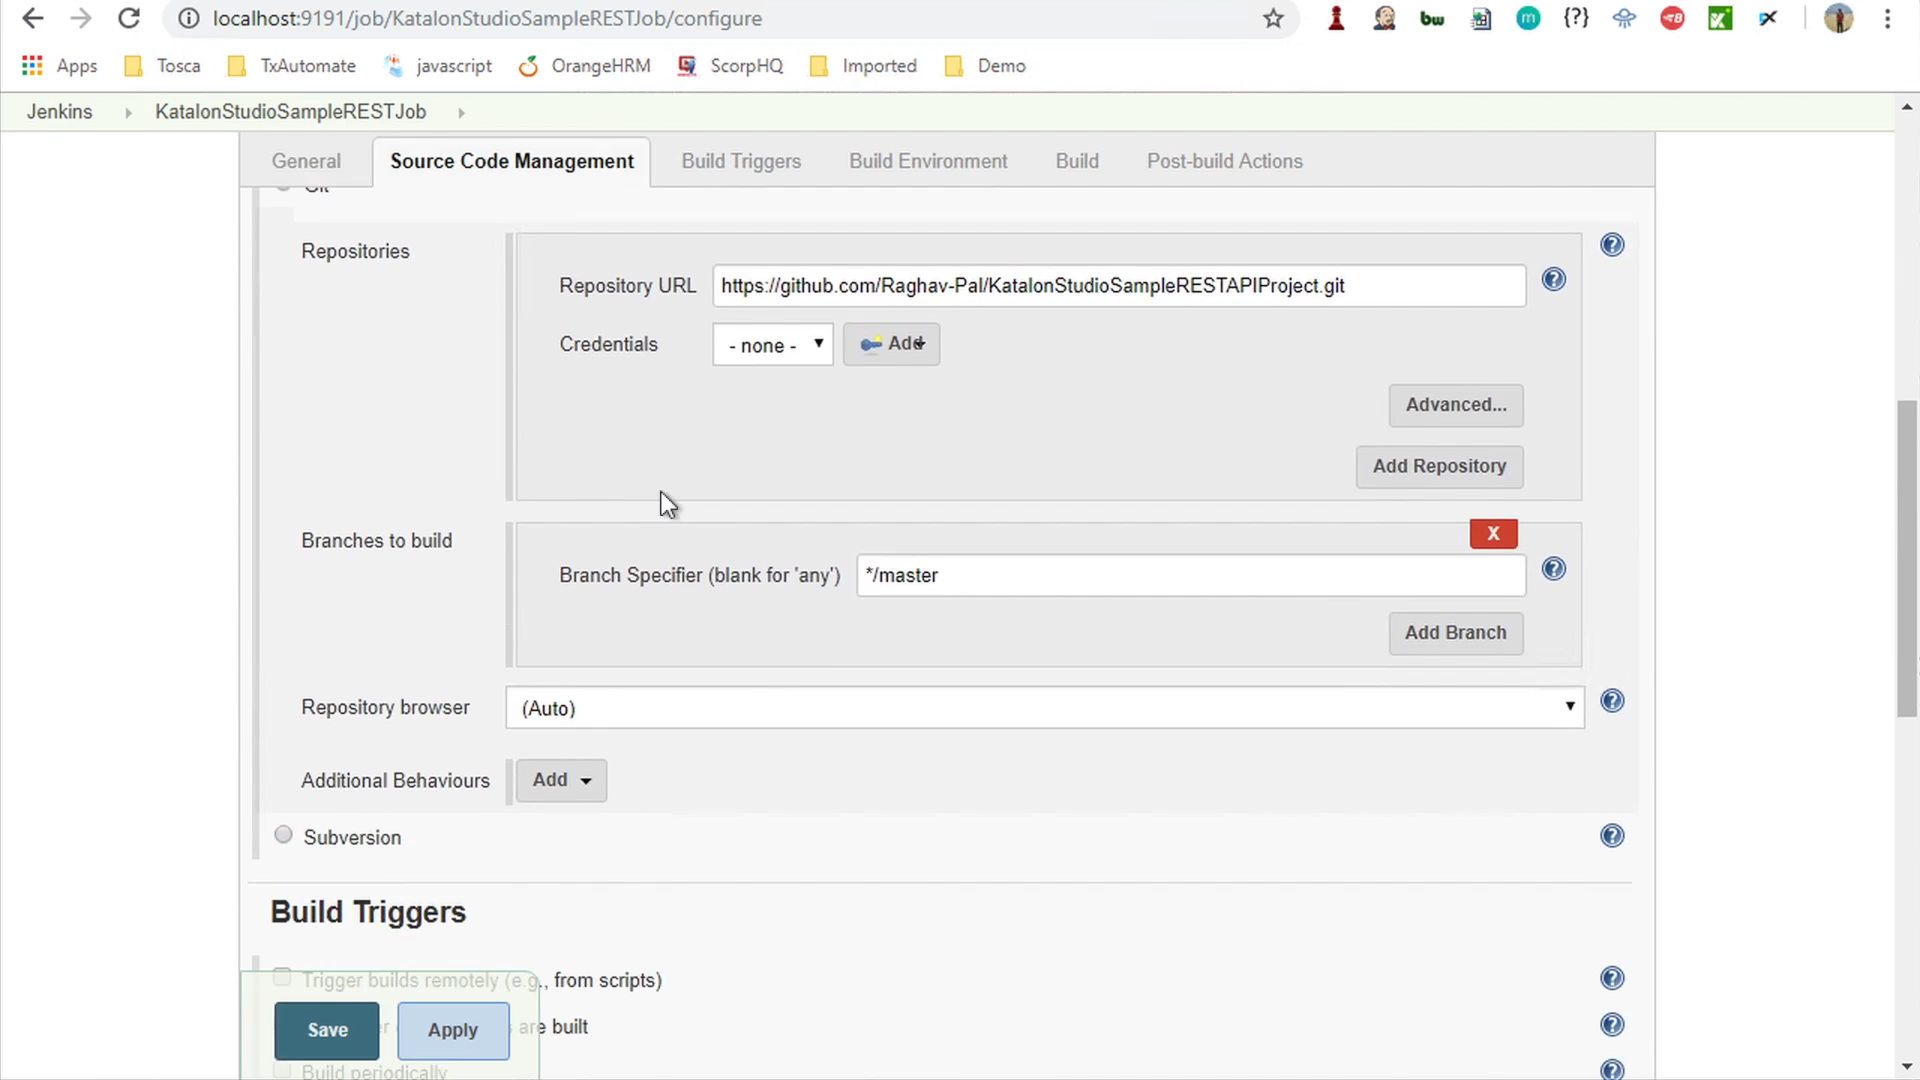 localhost:9191/job/KatalonStudioSampleRESTJob/configure
bw m {?}
Apps Tosca TxAutomate javascript OrangeHRM ScorpHQ Imported Demo
Jenkins KatalonStudioSampleRESTJob
General Source Code Management Build Triggers Build Environment Build Post-build Actions
Git
Repositories
Repository URL https://github.com/Raghav-Pal/KatalonStudioSampleRESTAPIProject.git
Credentials - none - Add
Advanced...
Add Repository
Branches to build
X
Branch Specifier (blank for 'any') */master
Add Branch
Repository browser (Auto)
Additional Behaviours Add
Subversion
Build Triggers
Trigger builds remotely (e.g., from scripts)
Save Apply are built
Build periodically